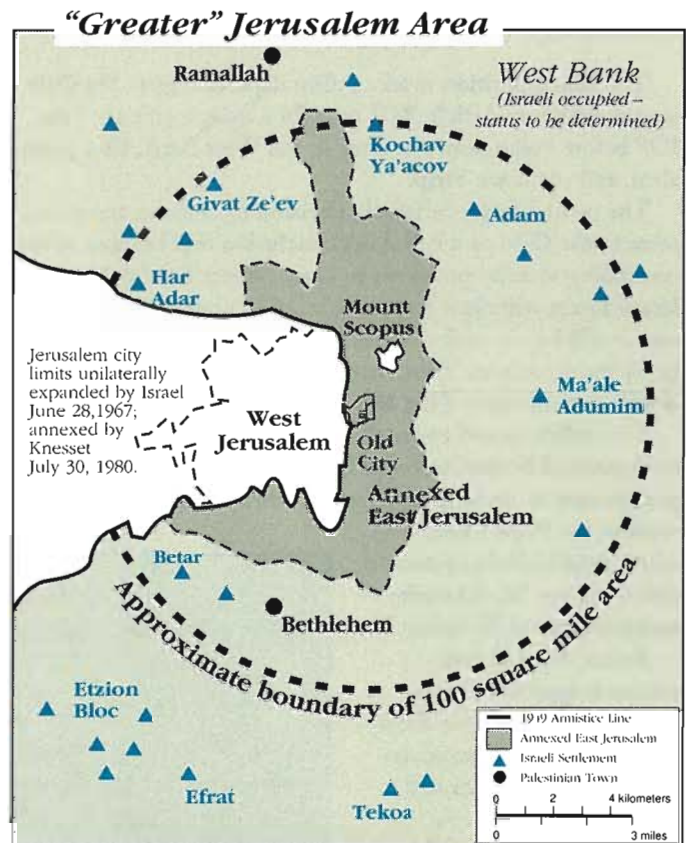 “Greater” Jerusalem Area
Ramallah
West Bank
(Israeli occupied –
status to be determined)
Kochav
Ya'acov
Givat Ze'ev
Adam
Har
Adar
Mount
Scopus
Jerusalem city
limits unilaterally
expanded by Israel
June 28,1967;
annexed by
Knesset
July 30, 1980.
West
Jerusalem
Ma'ale
Adumim
Old
City
Annexed
East Jerusalem
Betar
Bethlehem
Approximate boundary of 100 square mile area
Etzion
Bloc
Efrat
Tekoa
1949 Armistice Line
Annexed East Jerusalem
Israeli Settlement
Palestinian Town
0 2 4 kilometers
0 3 miles